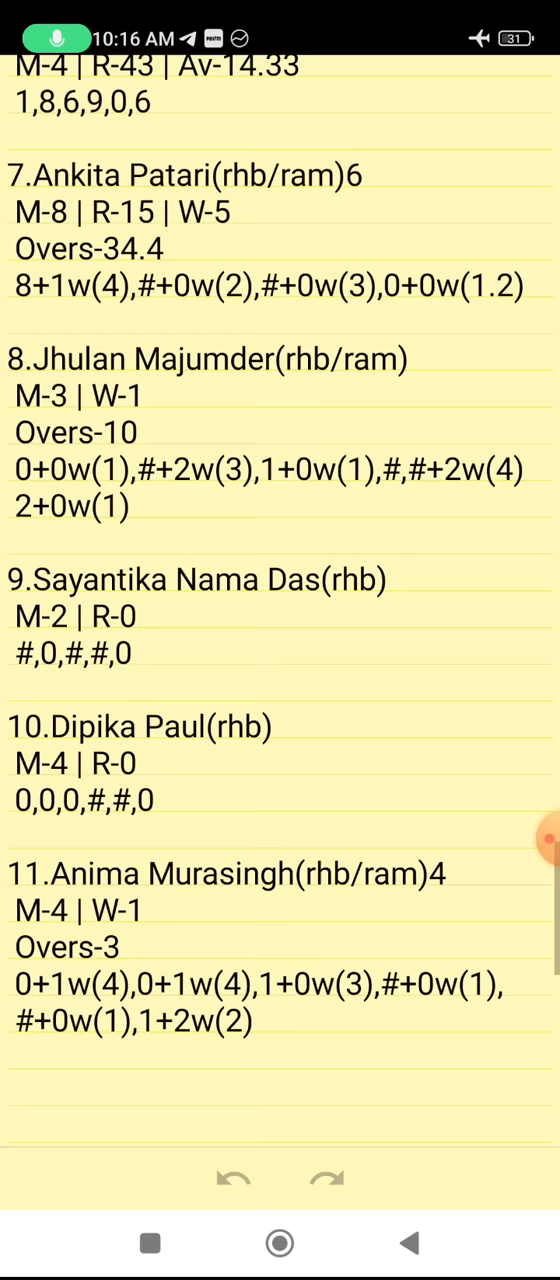 10:16 AM
31
M-4 | R-43 | Av-14.33
1,8,6,9,0,6
7.Ankita Patari(rhb/ram)6
M-8 | R-15 | W-5
Overs-34.4
8+1w(4),#+0w(2),#+0w(3),0+0w(1.2)
8.Jhulan Majumder(rhb/ram)
M-3 | W-1
Overs-10
0+0w(1),#+2w(3),1+0w(1),#,#+2w(4)
2+0w(1)
9.Sayantika Nama Das(rhb)
M-2 | R-0
#,0,#,#,0
10.Dipika Paul(rhb)
M-4 | R-0
0,0,0,#,#,0
11.Anima Murasingh(rhb/ram)4
M-4 | W-1
Overs-3
0+1w(4),0+1w(4),1+0w(3),#+0w(1),
#+0w(1),1+2w(2)